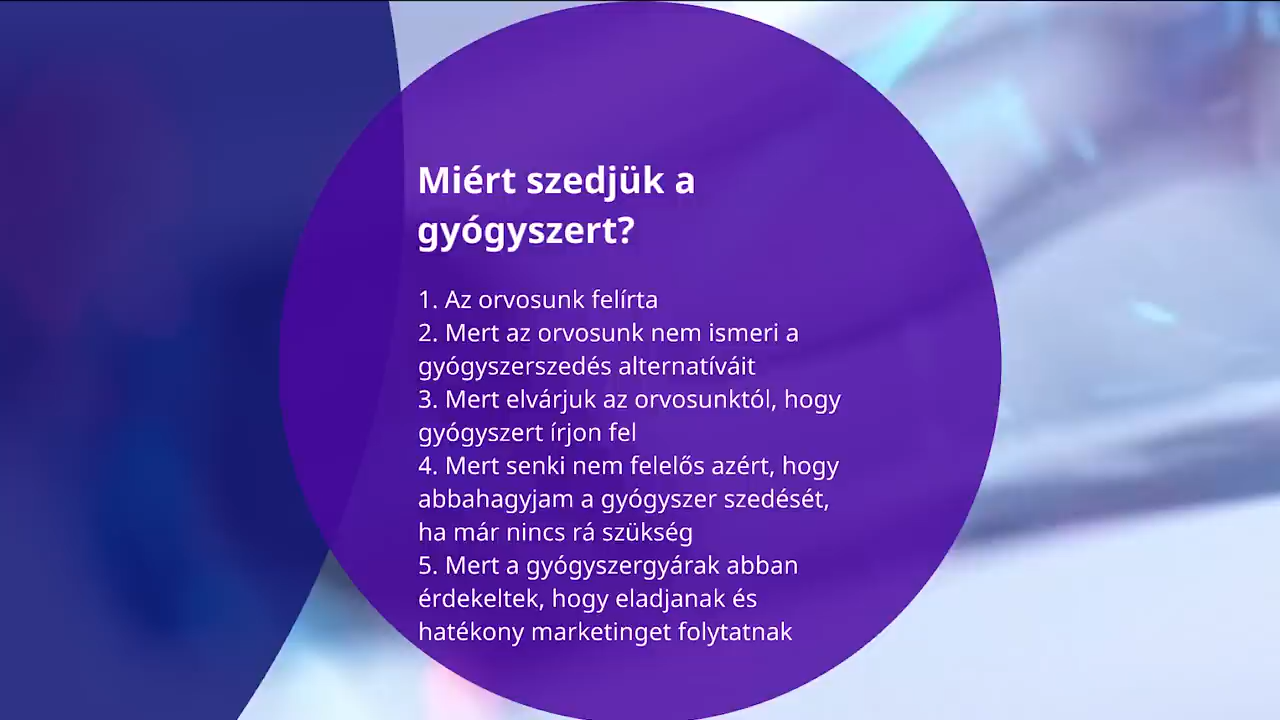 Miért szedjük a
gyógyszert?
1. Az orvosunk felírta
2. Mert az orvosunk nem ismeri a
gyógyszerszedés alternatíváit
3. Mert elvárjuk az orvosunktól, hogy
gyógyszert írjon fel
4. Mert senki nem felelős azért, hogy
abbahagyjam a gyógyszer szedését,
ha már nincs rá szükség
5. Mert a gyógyszergyárak abban
érdekeltek, hogy eladjanak és
hatékony marketinget folytatnak